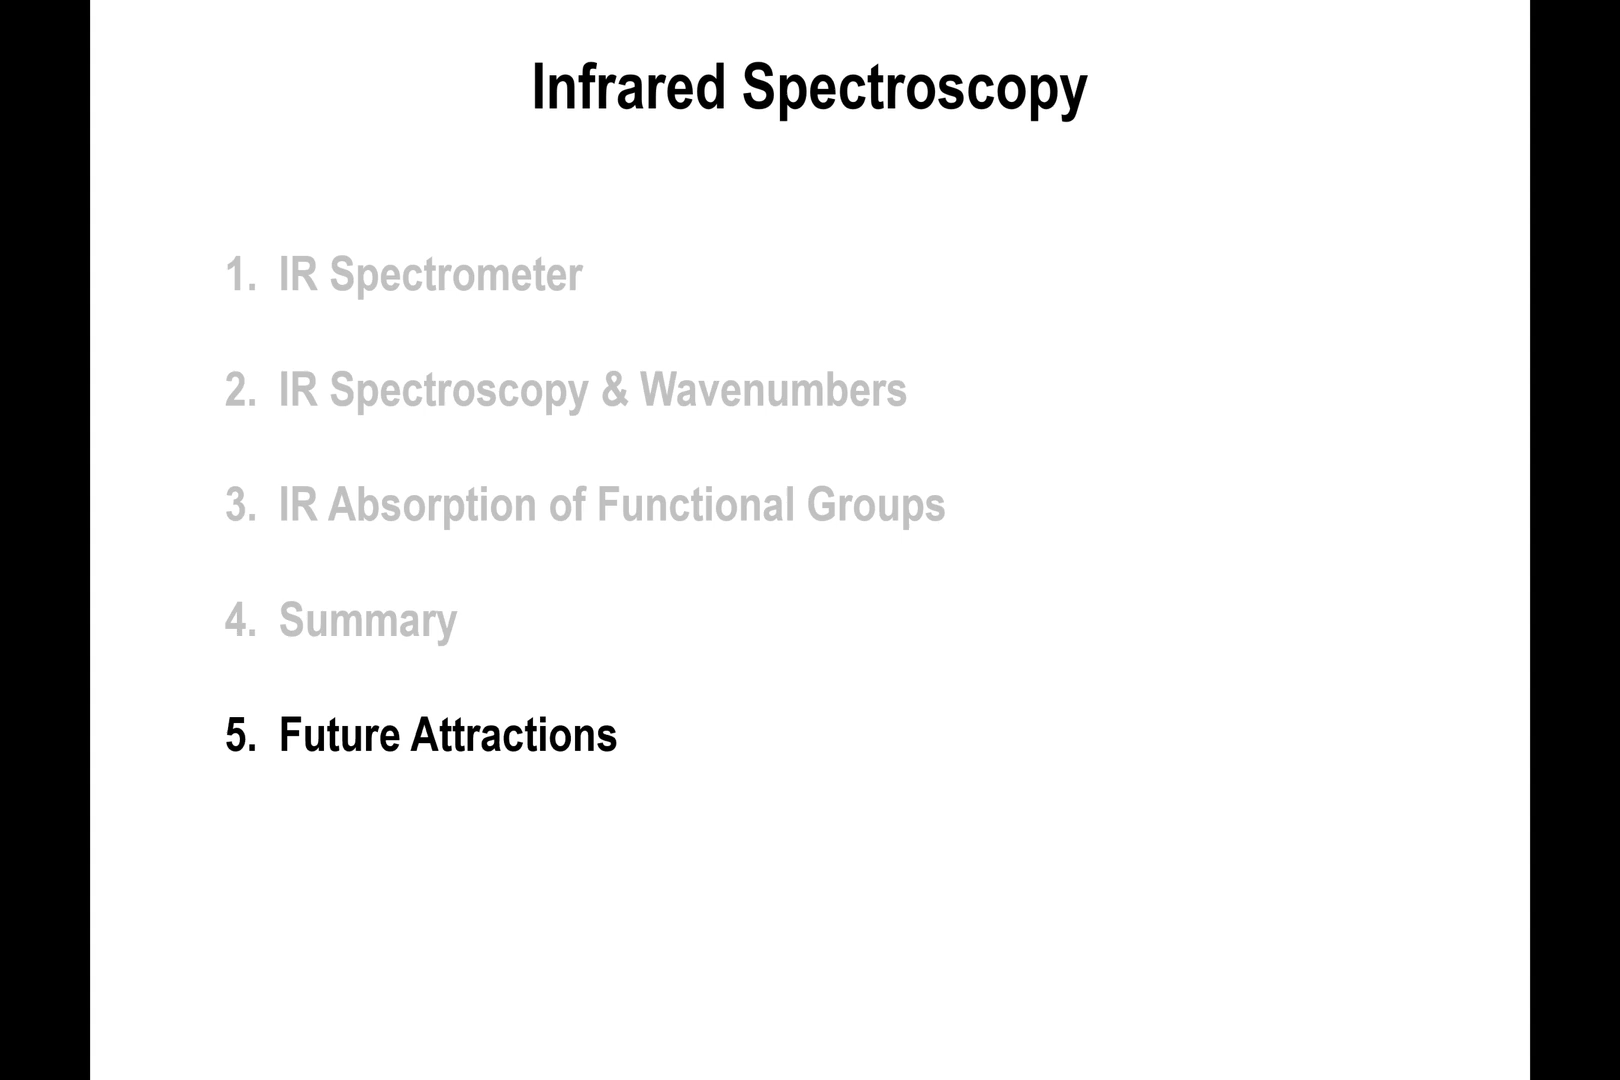 Infrared Spectroscopy
1. IR Spectrometer
2. IR Spectroscopy & Wavenumbers
3. IR Absorption of Functional Groups
4. Summary
5. Future Attractions